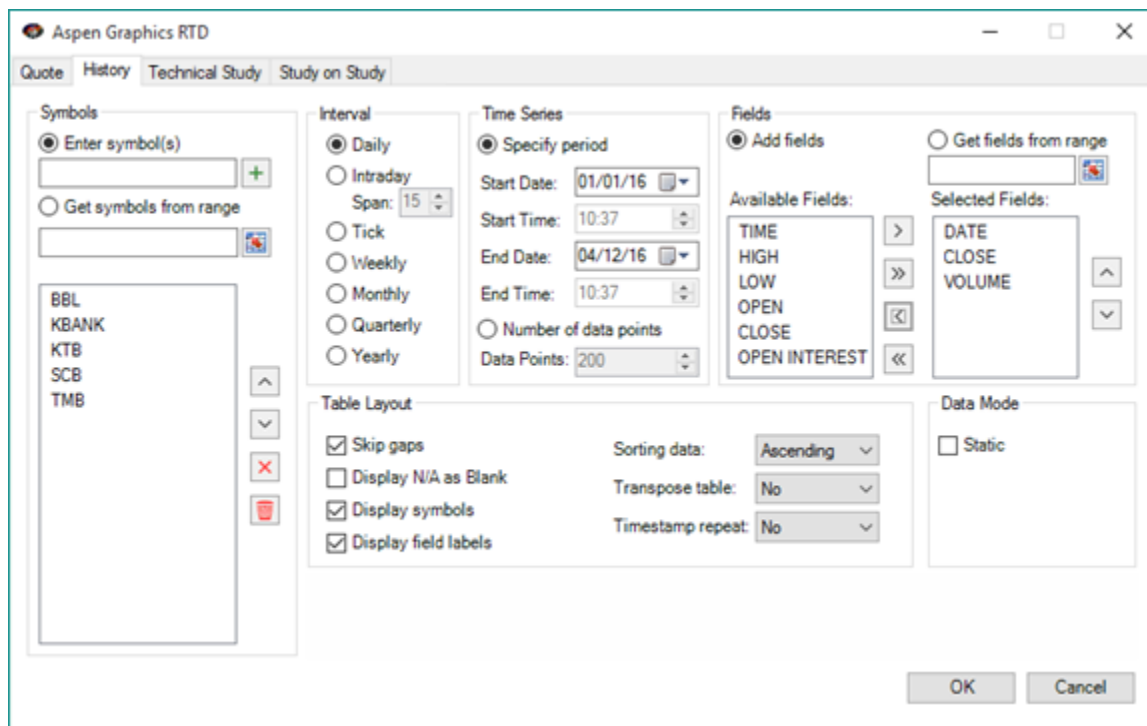 Aspen Graphics RTD
Quote History Technical Study Study on Study
Symbols
Enter symbol(s)
Get symbols from range
BBL
KBANK
KTB
SCB
TMB
Interval
Daily
Intraday
Span: 15
Tick
Weekly
Monthly
Quarterly
Yearly
Time Series
Specify period
Start Date: 01/01/16
Start Time: 10:37
End Date: 04/12/16
End Time: 10:37
Number of data points
Data Points: 200
Fields
Add fields
Get fields from range
Available Fields:
TIME
HIGH
LOW
OPEN
CLOSE
OPEN INTEREST
Selected Fields:
DATE
CLOSE
VOLUME
Table Layout
Skip gaps
Display N/A as Blank
Display symbols
Display field labels
Sorting data: Ascending
Transpose table: No
Timestamp repeat: No
Data Mode
Static
OK Cancel